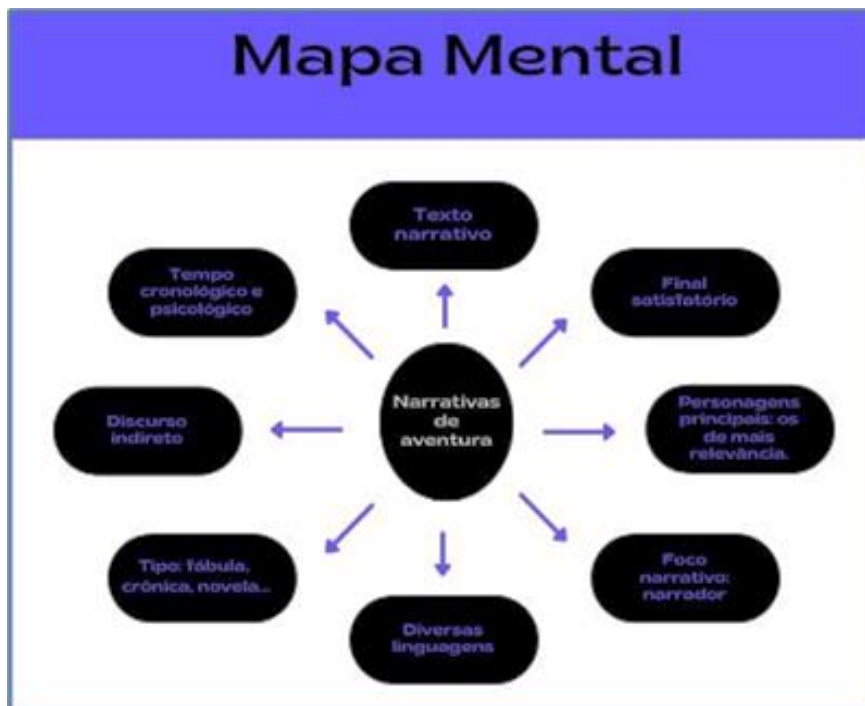 Mapa Mental
Texto
narrativo
Tempo
cronológico e
psicológico
Final
satisfatório
Narrativas
de
aventura
Discurso
indireto
Personagens
principais: os
de mais
relevância.
Tipo: fábula,
crônica, novela...
Foco
narrativo:
narrador
Diversas
linguagens